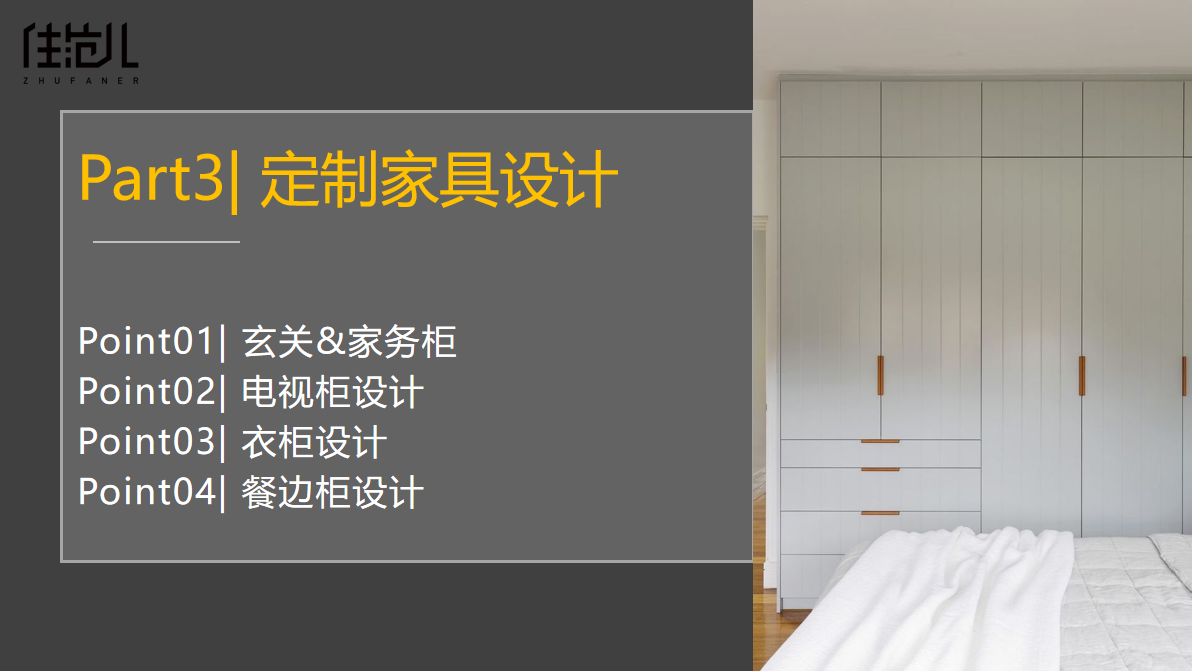 住范儿
ZHUFANER
Part3| 定制家具设计
Point01| 玄关&家务柜
Point02| 电视柜设计
Point03| 衣柜设计
Point04| 餐边柜设计